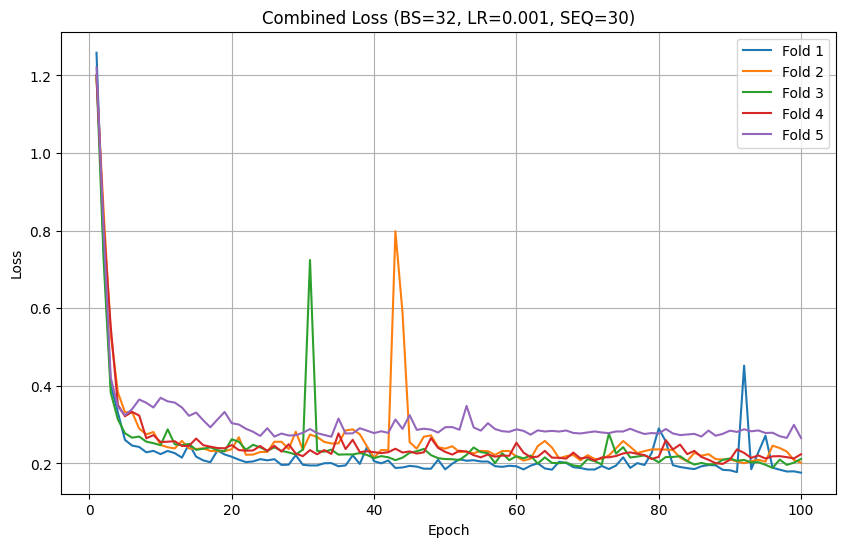 Combined Loss (BS=32, LR=0.001, SEQ=30)
Fold 1
Fold 2
Fold 3
Fold 4
Fold 5
Loss
1.2
1.0
0.8
0.6
0.4
0.2
0 20 40 60 80 100
Epoch